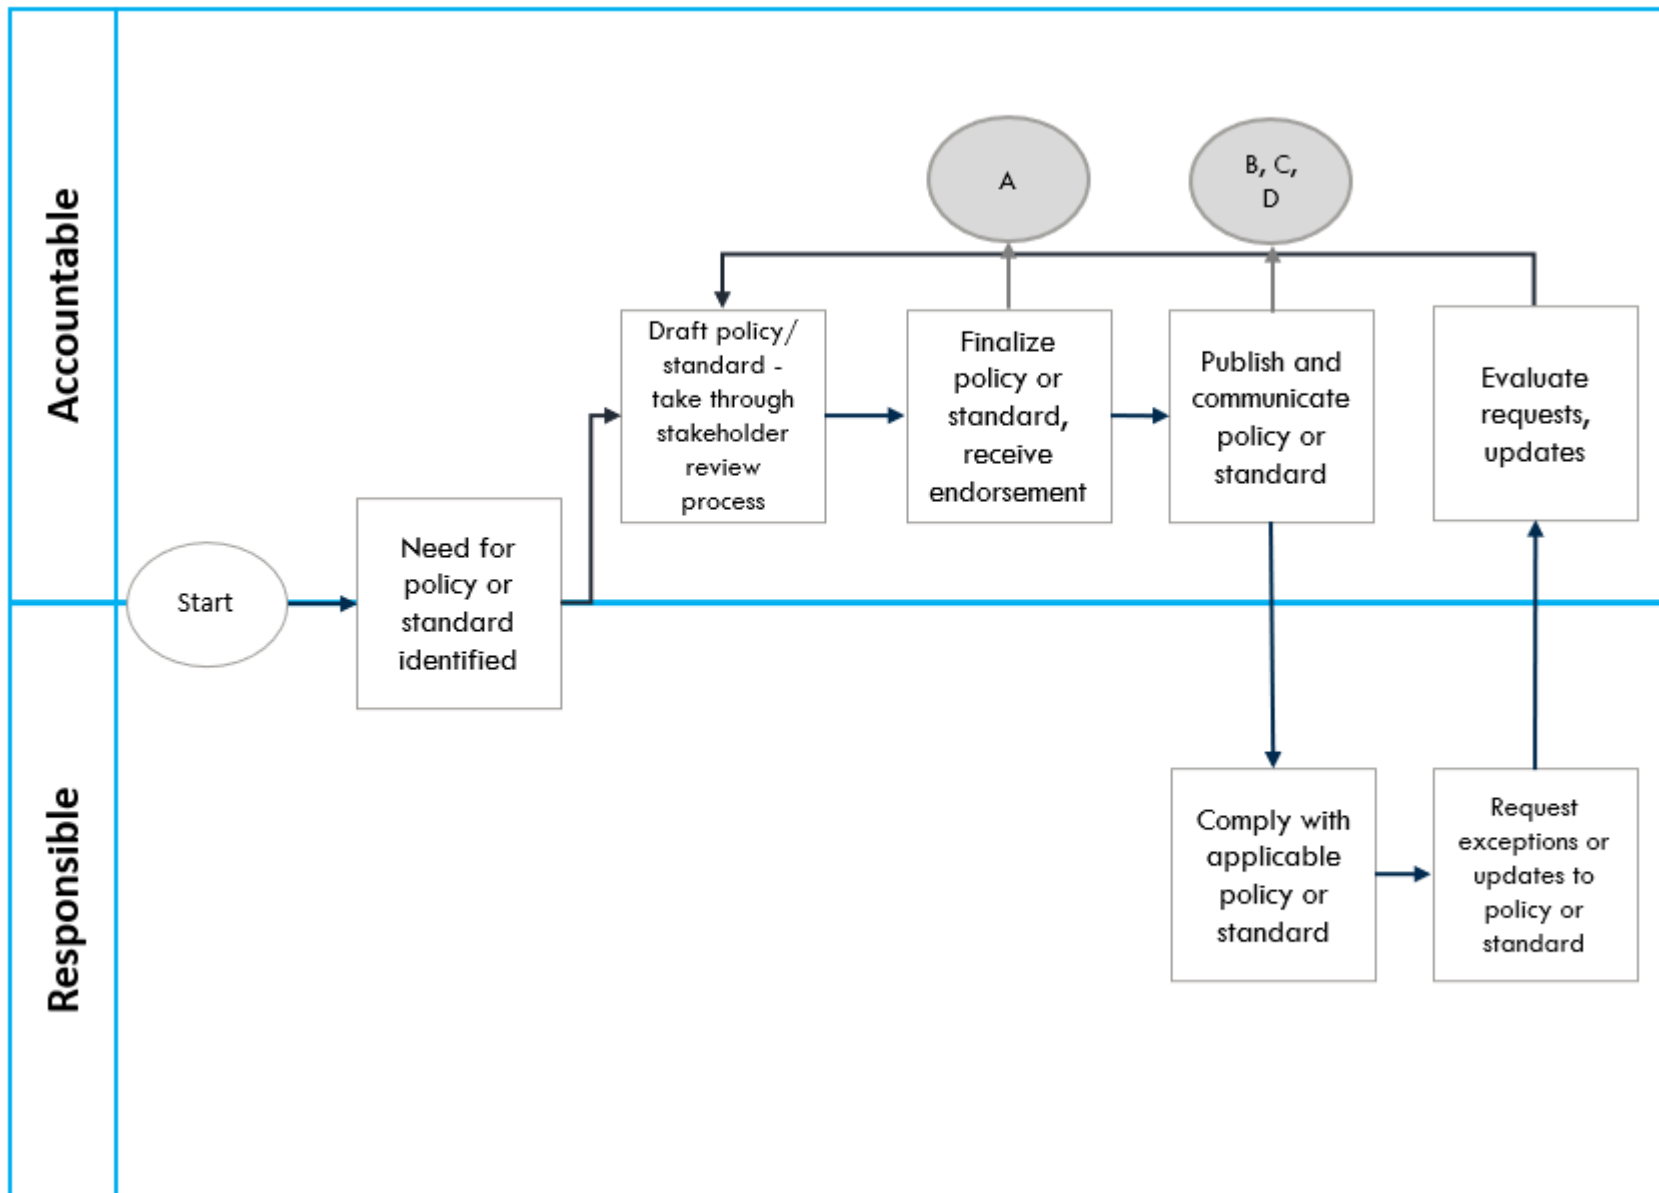 Accountable
A
B, C,
D
Draft policy/
standard -
take through
stakeholder
review
process
Finalize
policy or
standard,
receive
endorsement
Publish and
communicate
policy or
standard
Evaluate
requests,
updates
Start
Need for
policy or
standard
identified
Responsible
Comply with
applicable
policy or
standard
Request
exceptions or
updates to
policy or
standard